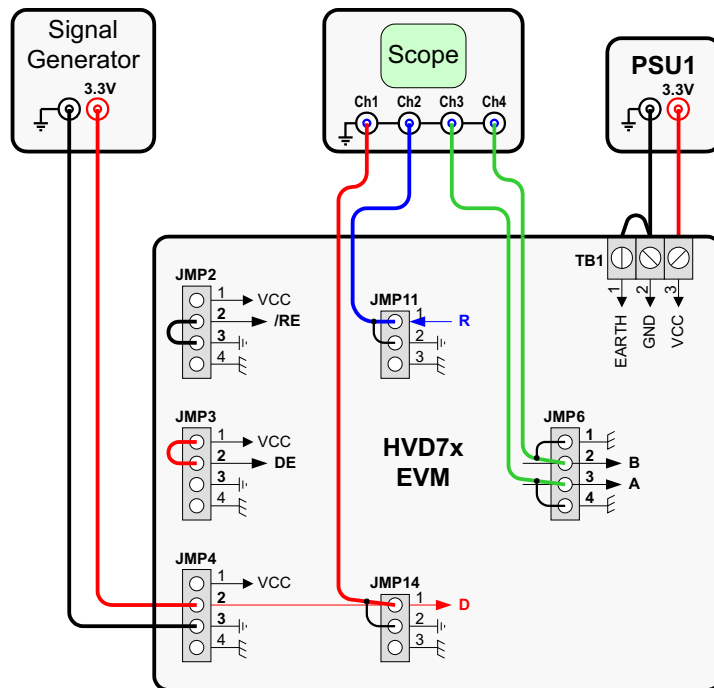 Signal
Generator
3.3V
Scope
Ch1 Ch2 Ch3 Ch4
PSU1
3.3V
TB1
1 2 3
EARTH
GND
VCC
JMP2
1 VCC
2 /RE
3
4
JMP11
1 R
2
3
JMP3
1 VCC
2 DE
3
4
HVD7x
EVM
JMP6
1
2 B
3 A
4
JMP4
1 VCC
2
3
4
JMP14
1 D
2
3